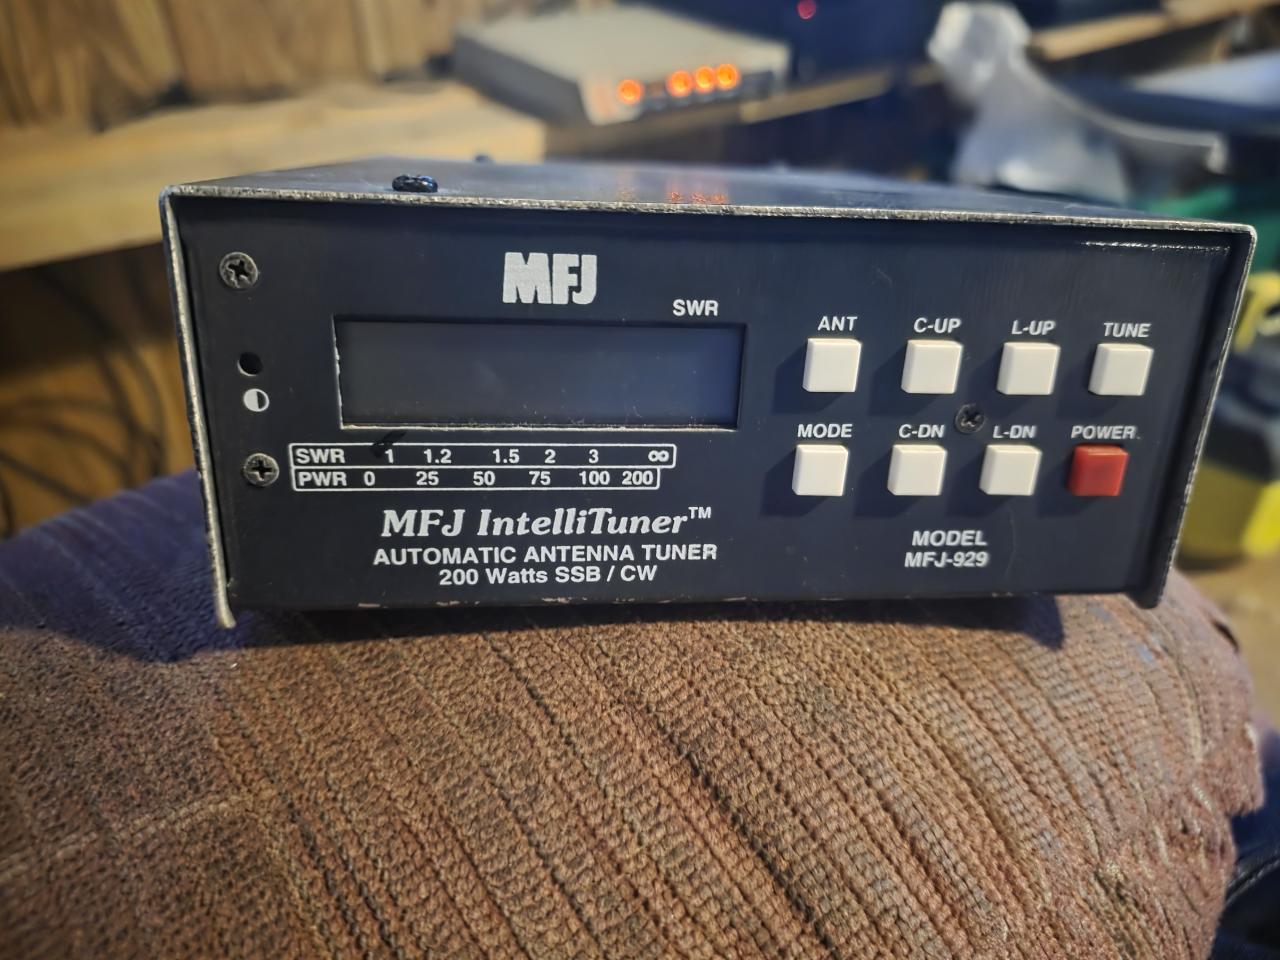 MFJ
SWR
ANT C-UP L-UP TUNE
MODE C-DN L-DN POWER
SWR 1 1.2 1.5 2 3 ∞
PWR 0 25 50 75 100 200
MFJ IntelliTuner™
AUTOMATIC ANTENNA TUNER
200 Watts SSB / CW
MODEL
MFJ-929